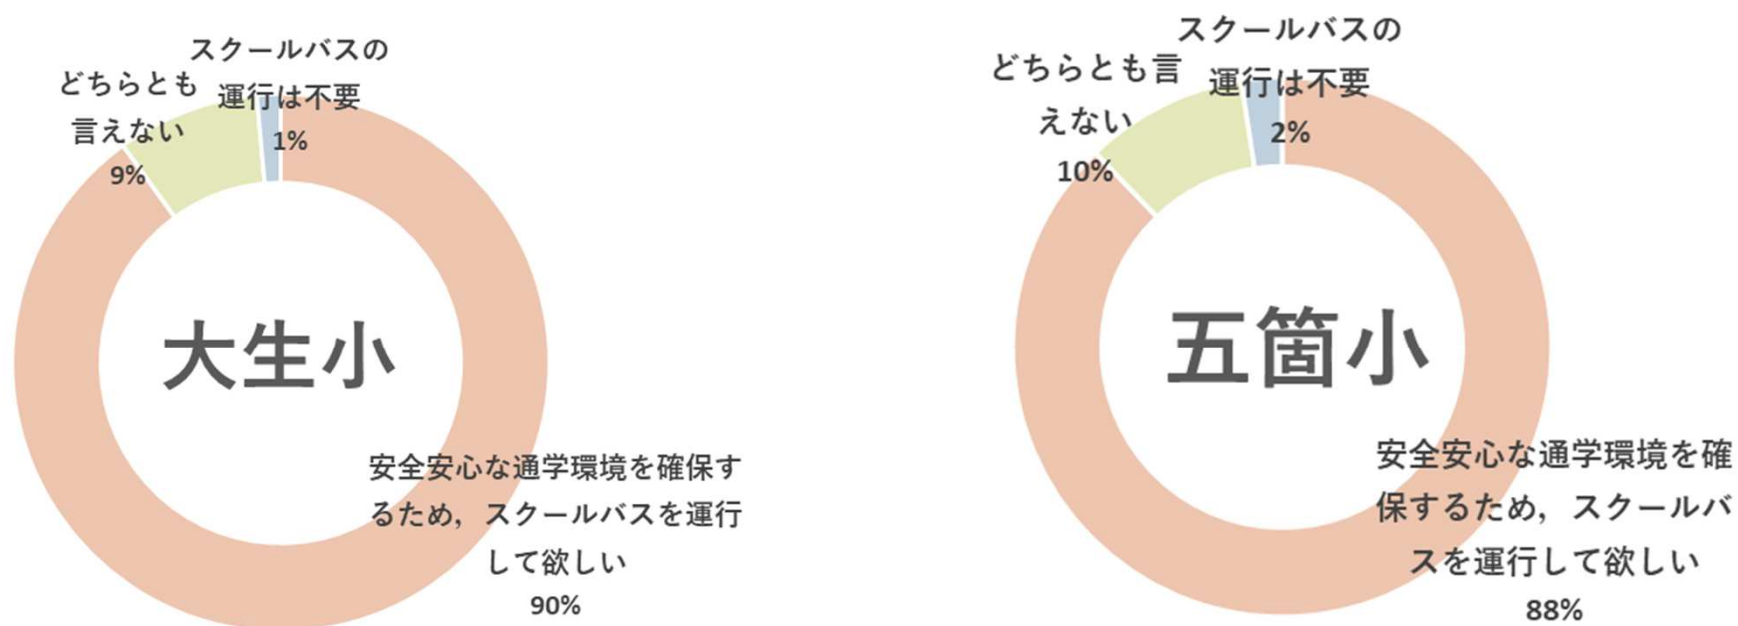 スクールバスの
運行は不要
1%
どちらとも
言えない
9%
大生小
安全安心な通学環境を確保す
るため，スクールバスを運行
して欲しい
90%
スクールバスの
運行は不要
2%
どちらとも言
えない
10%
五箇小
安全安心な通学環境を確
保するため，スクールバ
スを運行して欲しい
88%